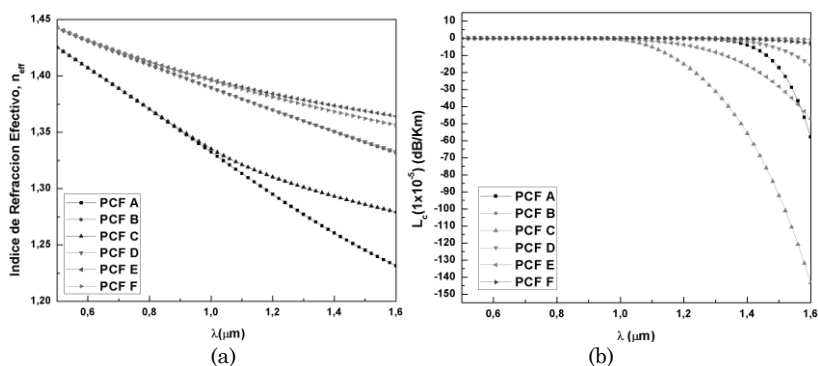 1,45
1,40
1,35
1,30
1,25
1,20
Indice de Refraccion Efectivo, n_eff
PCF A
PCF B
PCF C
PCF D
PCF E
PCF F
0,6 0,8 1,0 1,2 1,4 1,6
λ(μm)
(a)
10
0
-10
-20
-30
-40
-50
-60
-70
-80
-90
-100
-110
-120
-130
-140
-150
L_c(1x10^-5) (dB/Km)
PCF A
PCF B
PCF C
PCF D
PCF E
PCF F
0,6 0,8 1,0 1,2 1,4 1,6
λ (μm)
(b)